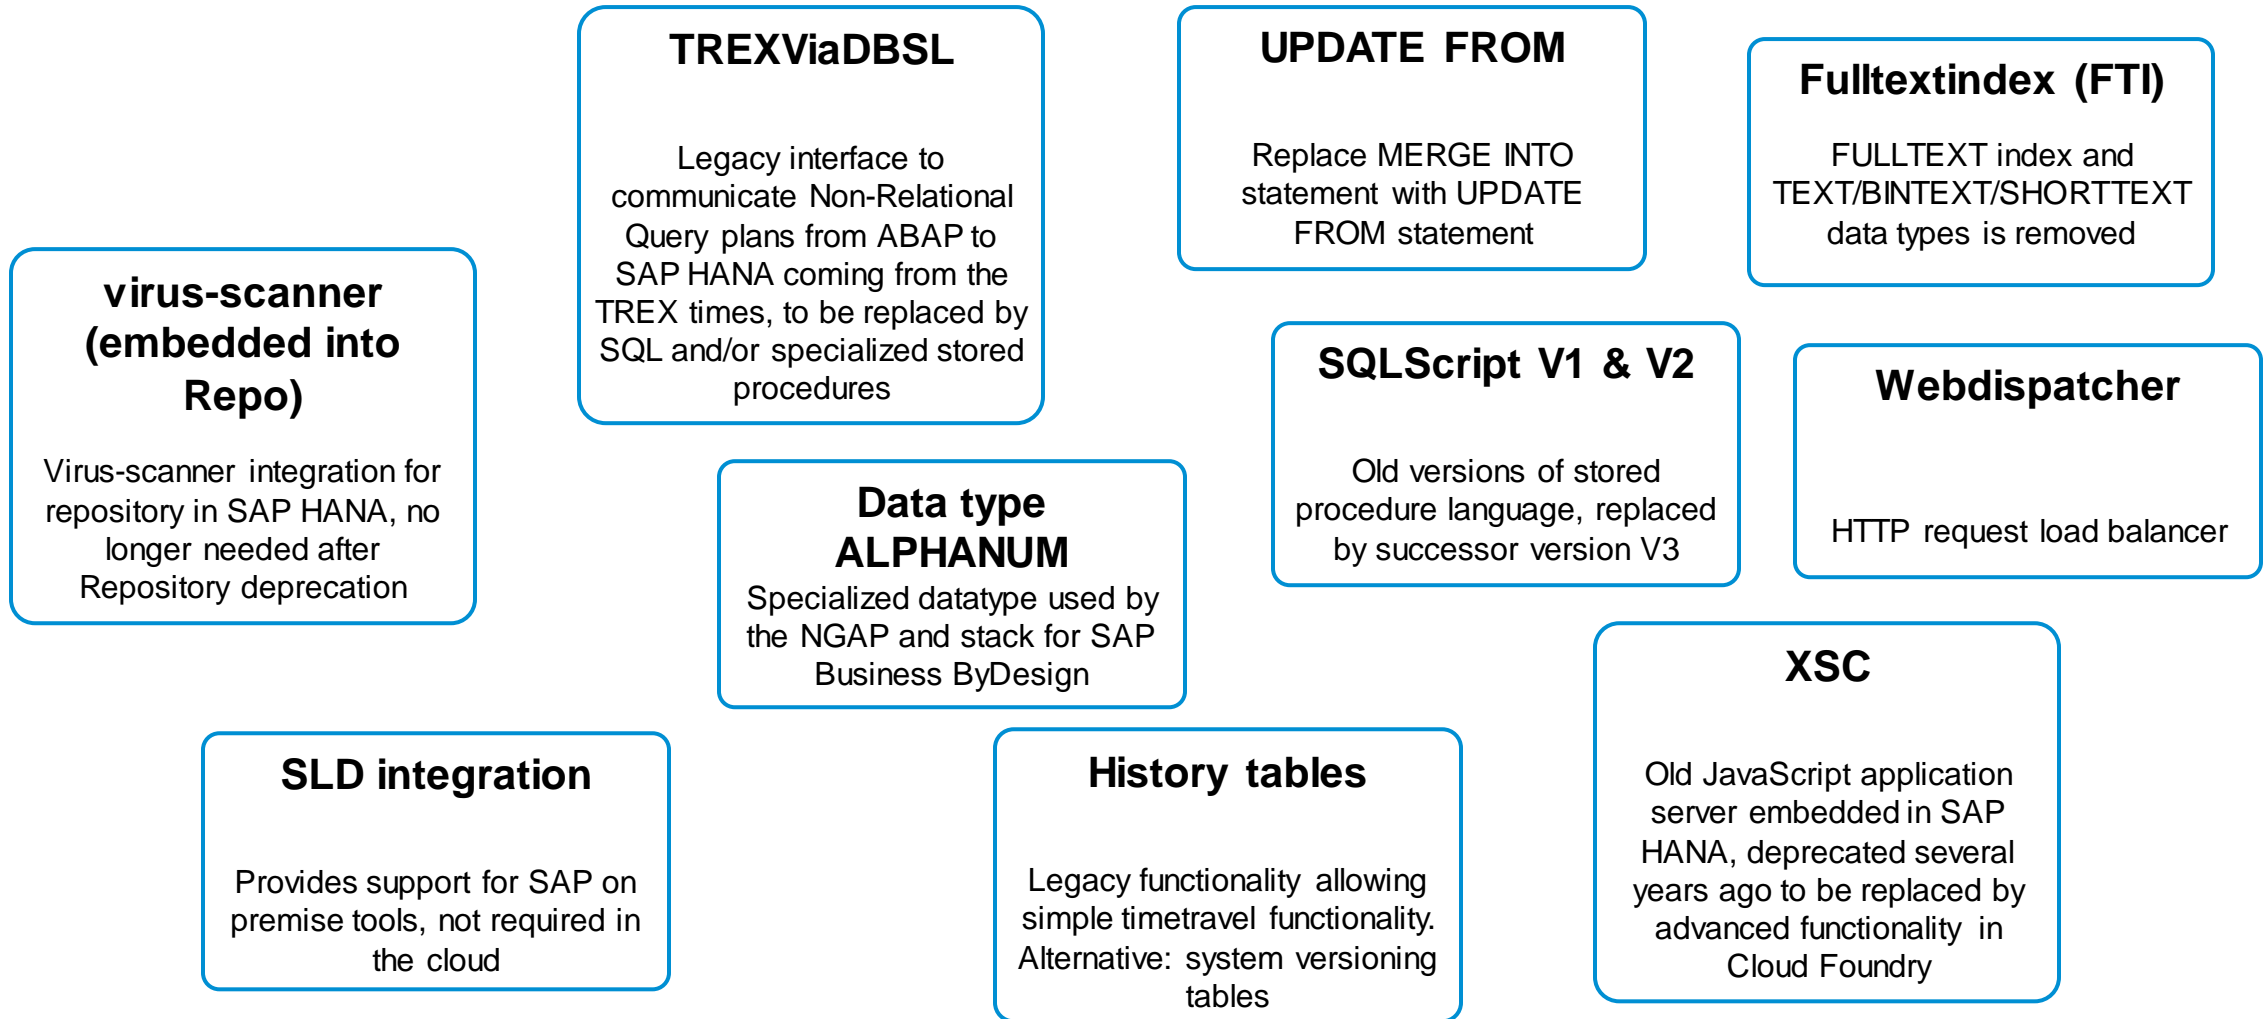 TREXViaDBSL
Legacy interface to
communicate Non-Relational
Query plans from ABAP to
SAP HANA coming from the
TREX times, to be replaced by
SQL and/or specialized stored
procedures
UPDATE FROM
Replace MERGE INTO
statement with UPDATE
FROM statement
Fulltextindex (FTI)
FULLTEXT index and
TEXT/BINTEXT/SHORTTEXT
data types is removed
virus-scanner
(embedded into
Repo)
Virus-scanner integration for
repository in SAP HANA, no
longer needed after
Repository deprecation
Data type
ALPHANUM
Specialized datatype used by
the NGAP and stack for SAP
Business ByDesign
SQLScript V1 & V2
Old versions of stored
procedure language, replaced
by successor version V3
Webdispatcher
HTTP request load balancer
SLD integration
Provides support for SAP on
premise tools, not required in
the cloud
History tables
Legacy functionality allowing
simple timetravel functionality.
Alternative: system versioning
tables
XSC
Old JavaScript application
server embedded in SAP
HANA, deprecated several
years ago to be replaced by
advanced functionality in
Cloud Foundry